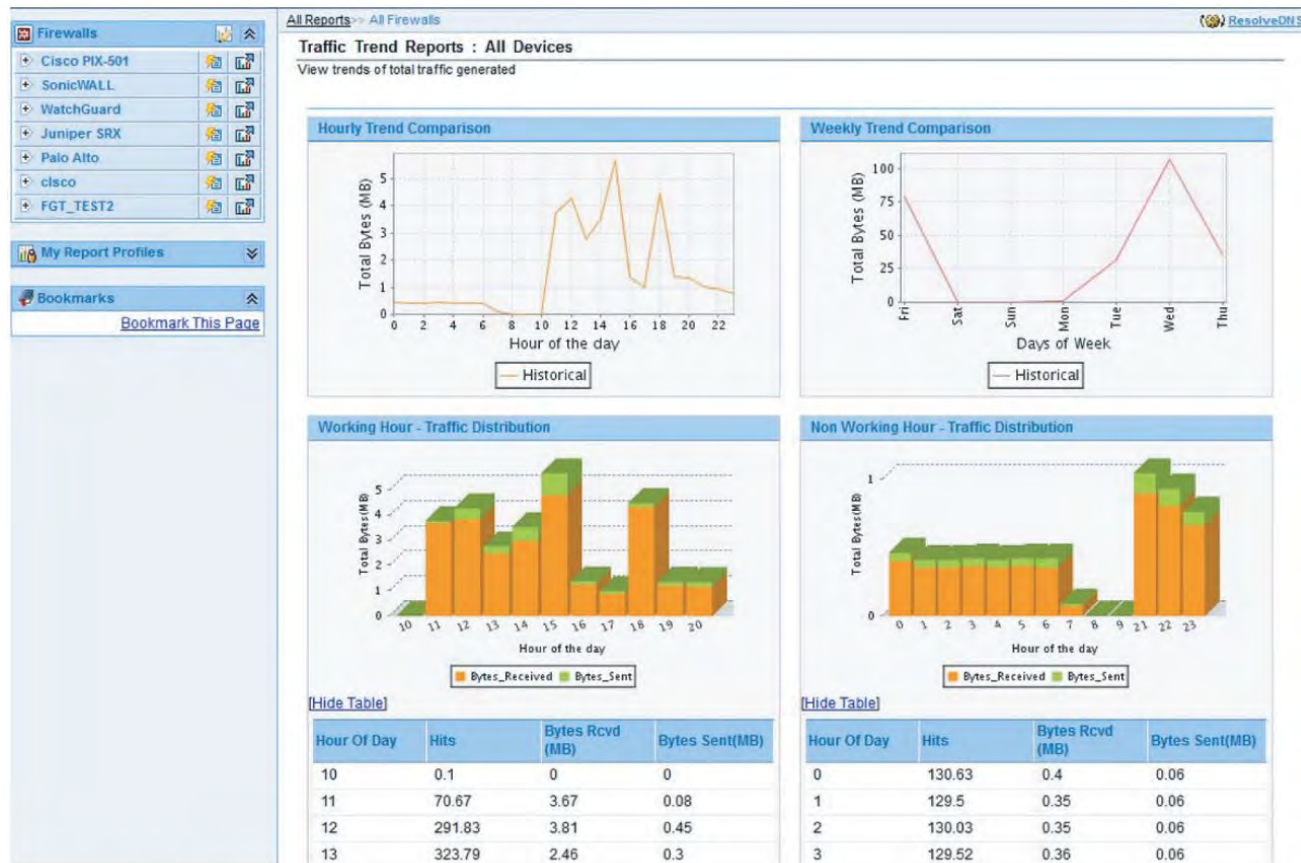 Firewalls
Cisco PIX-501
SonicWALL
WatchGuard
Juniper SRX
Palo Alto
cisco
FGT_TEST2
My Report Profiles
Bookmarks
Bookmark This Page
All Reports>> All Firewalls
ResolveDNS
Traffic Trend Reports : All Devices
View trends of total traffic generated
Hourly Trend Comparison
Total Bytes (MB)
5
4
3
2
1
0
0 2 4 6 8 10 12 14 16 18 20 22
Hour of the day
Historical
Weekly Trend Comparison
Total Bytes (MB)
100
75
50
25
0
Fri Sat Sun Mon Tue Wed Thu
Days of Week
Historical
Working Hour - Traffic Distribution
Total Bytes(MB)
5
4
3
2
1
0
10 11 12 13 14 15 16 17 18 19 20
Hour of the day
Bytes_Received Bytes_Sent
[Hide Table]
Hour Of Day Hits Bytes Rcvd (MB) Bytes Sent(MB)
10 0.1 0 0
11 70.67 3.67 0.08
12 291.83 3.81 0.45
13 323.79 2.46 0.3
Non Working Hour - Traffic Distribution
Total Bytes(MB)
1
0
0 1 2 3 4 5 6 7 8 9 21 22 23
Hour of the day
Bytes_Received Bytes_Sent
[Hide Table]
Hour Of Day Hits Bytes Rcvd (MB) Bytes Sent(MB)
0 130.63 0.4 0.06
1 129.5 0.35 0.06
2 130.03 0.35 0.06
3 129.52 0.36 0.06